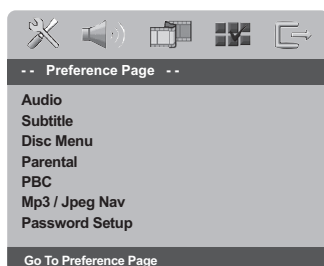 - - Preference Page - -
Audio
Subtitle
Disc Menu
Parental
PBC
Mp3 / Jpeg Nav
Password Setup
Go To Preference Page